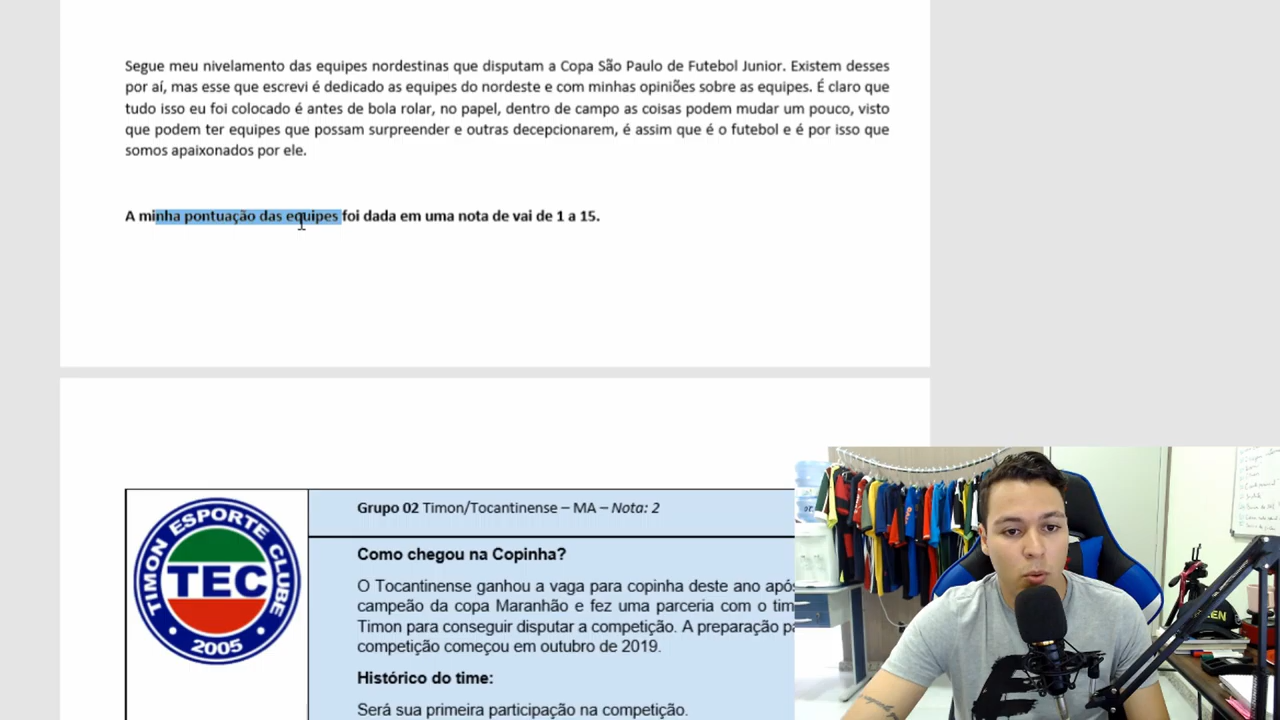 Segue meu nivelamento das equipes nordestinas que disputam a Copa São Paulo de Futebol Junior. Existem desses
por aí, mas esse que escrevi é dedicado as equipes do nordeste e com minhas opiniões sobre as equipes. É claro que
tudo isso eu foi colocado é antes de bola rolar, no papel, dentro de campo as coisas podem mudar um pouco, visto
que podem ter equipes que possam surpreender e outras decepcionarem, é assim que é o futebol e é por isso que
somos apaixonados por ele.
A minha pontuação das equipes foi dada em uma nota de vai de 1 a 15.
TIMON ESPORTE CLUBE
TEC
2005
Grupo 02 Timon/Tocantinense – MA – Nota: 2
Como chegou na Copinha?
O Tocantinense ganhou a vaga para copinha deste ano após
campeão da copa Maranhão e fez uma parceria com o tim
Timon para conseguir disputar a competição. A preparação pa
competição começou em outubro de 2019.
Histórico do time:
Será sua primeira participação na competição.